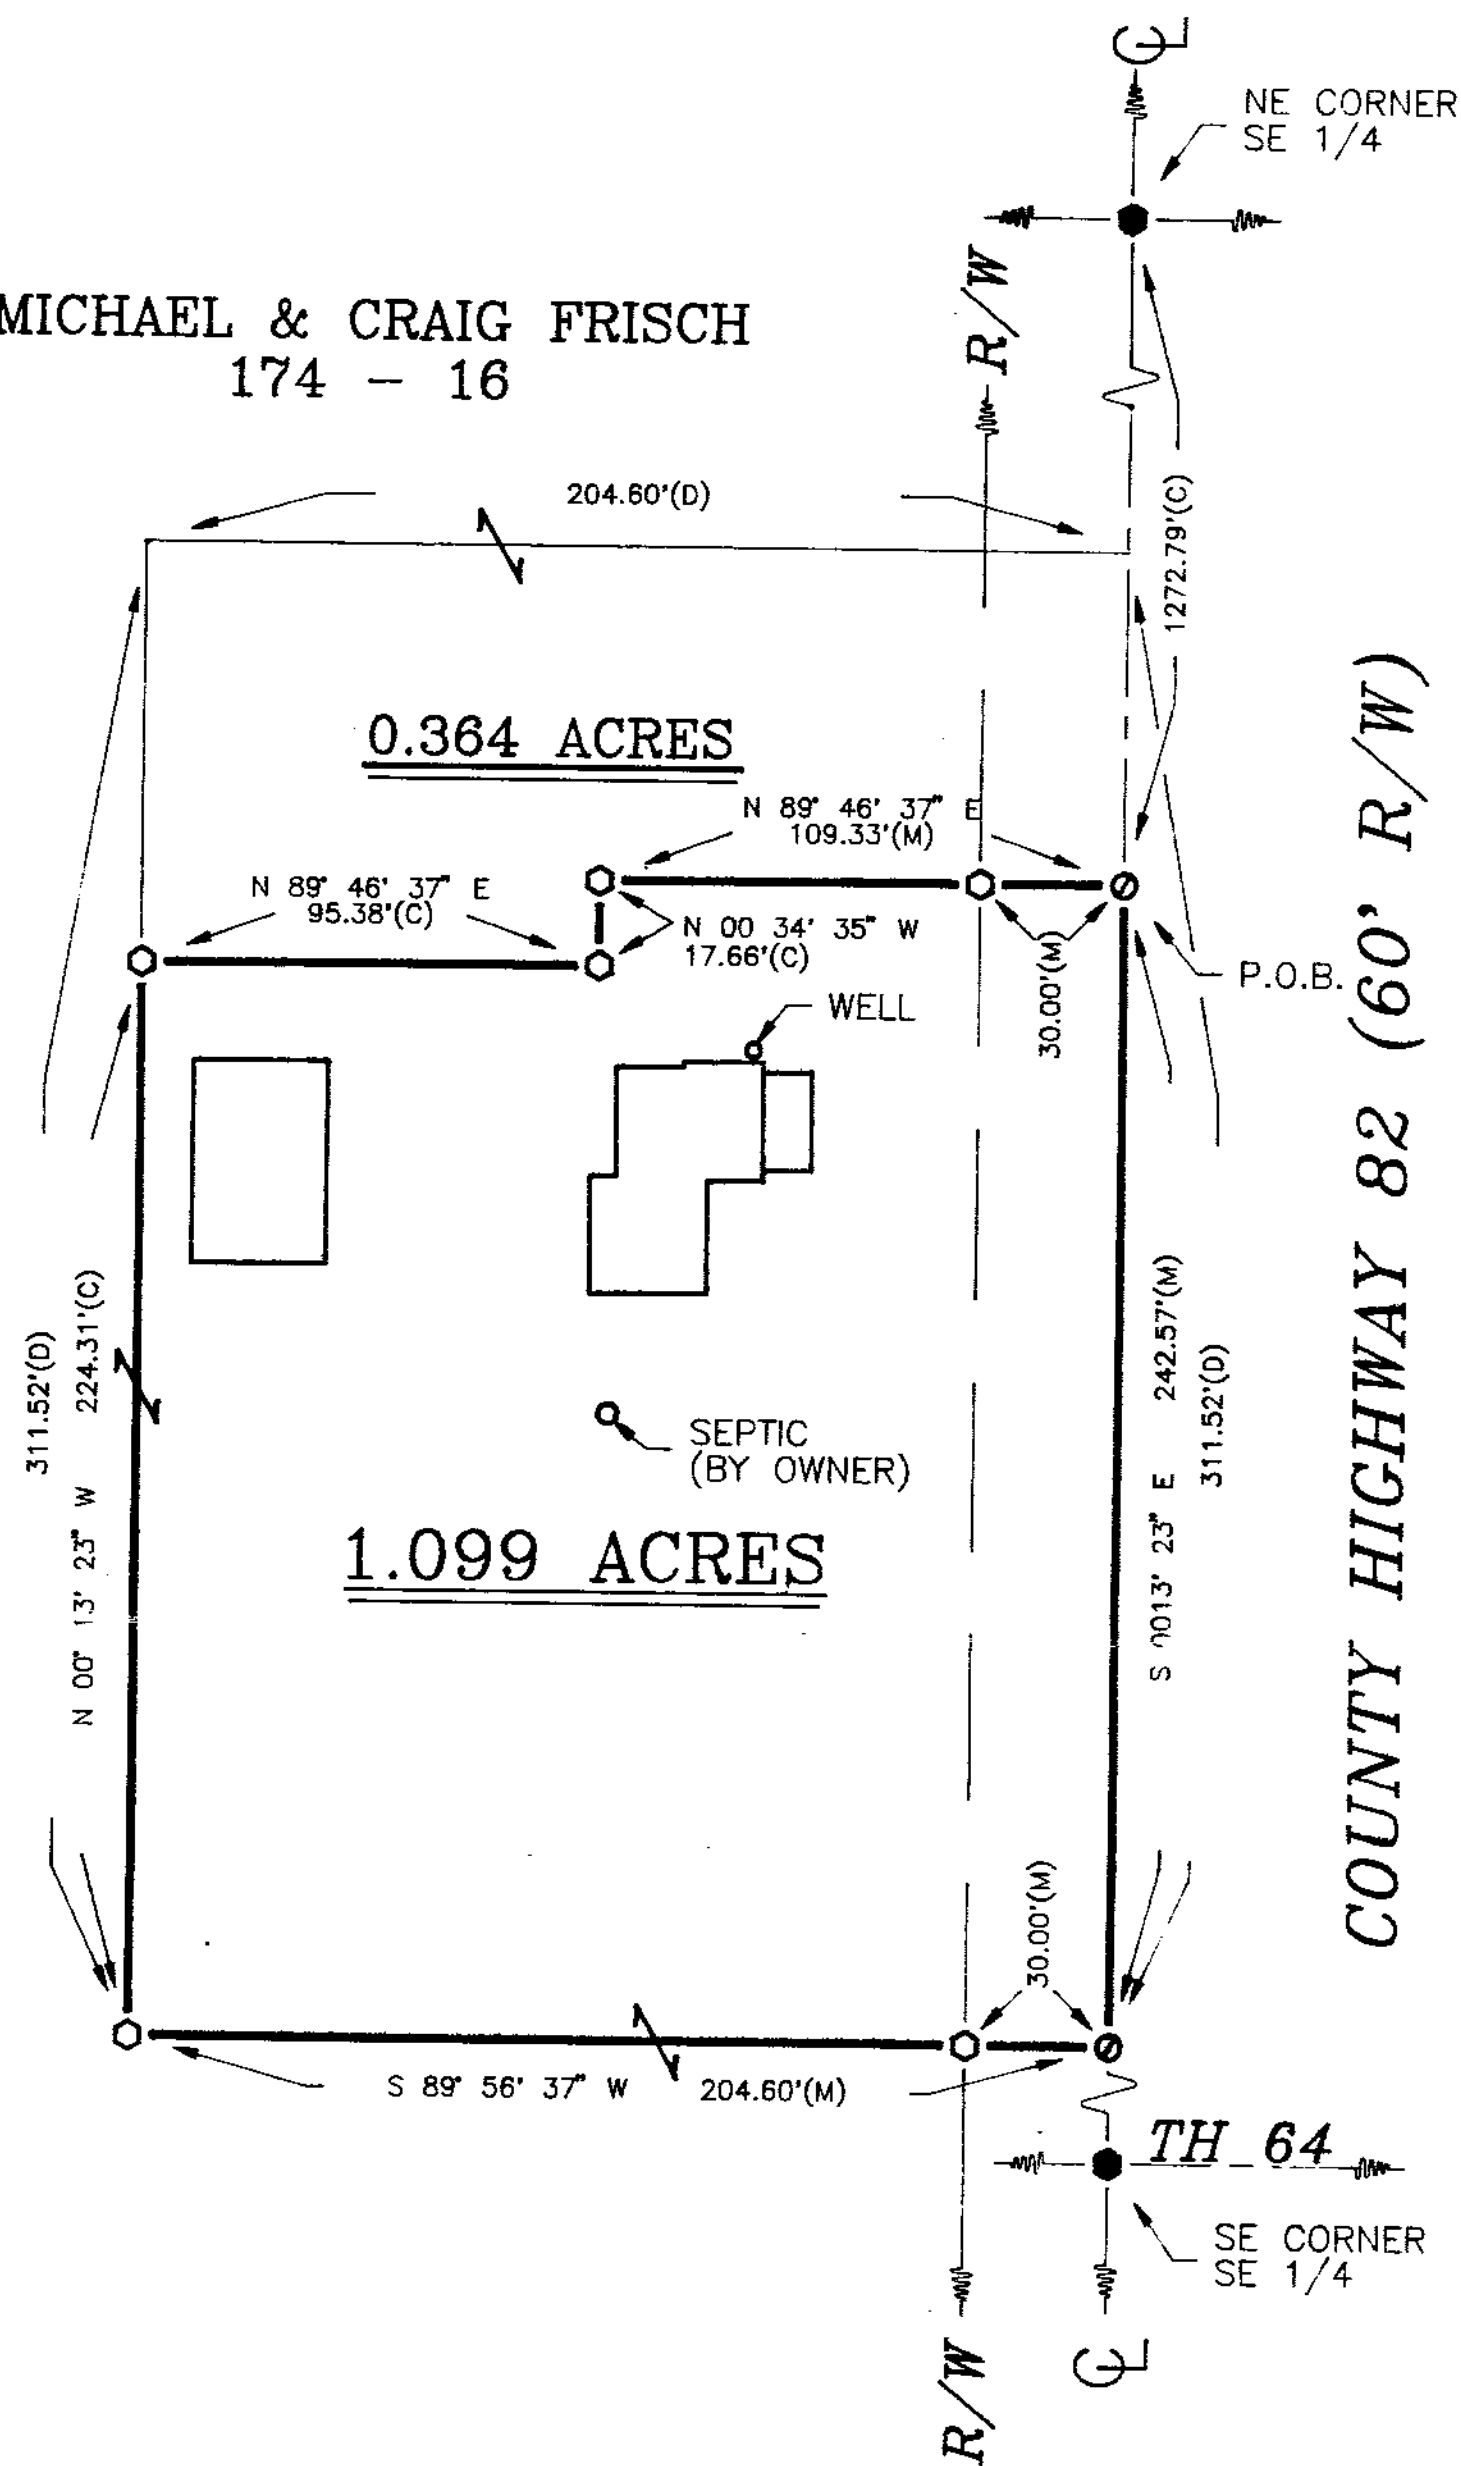 ℄
NE CORNER
SE 1/4
R/W
MICHAEL & CRAIG FRISCH
174 - 16
204.60'(D)
1272.79'(C)
0.364 ACRES
N 89° 46' 37" E
109.33'(M)
N 89° 46' 37" E
95.38'(C)
N 00 34' 35" W
17.66'(C)
30.00'(M)
P.O.B.
WELL
COUNTY HIGHWAY 82 (60' R/W)
311.52'(D)
N 00° 13' 23" W 224.31'(C)
S 0013' 23" E 242.57'(M)
311.52'(D)
SEPTIC
(BY OWNER)
1.099 ACRES
30.00'(M)
S 89° 56' 37" W 204.60'(M)
TH 64
SE CORNER
SE 1/4
R/W
℄